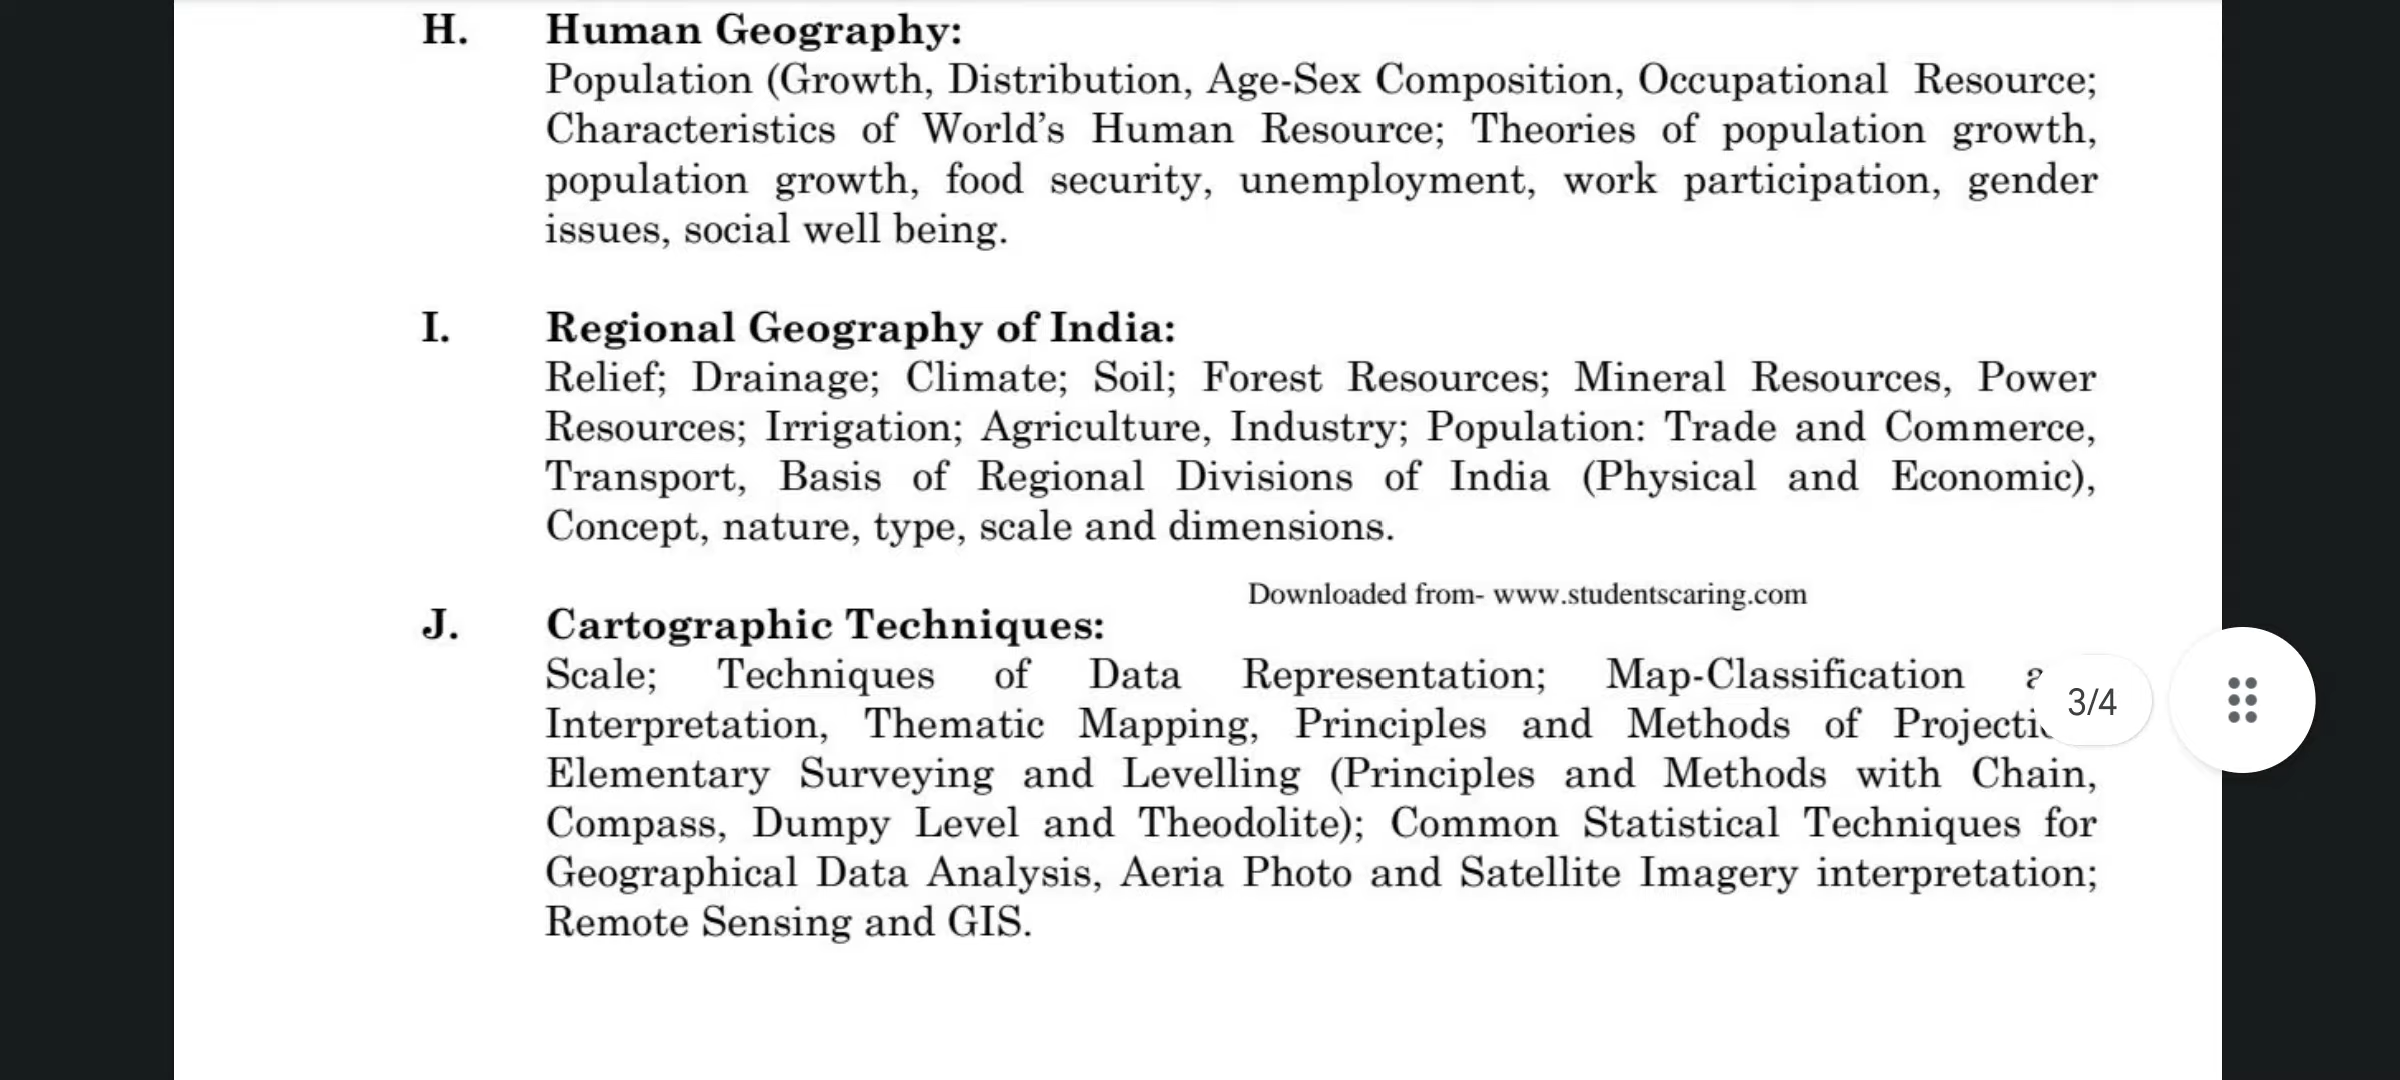 H. Human Geography:
Population (Growth, Distribution, Age-Sex Composition, Occupational Resource;
Characteristics of World's Human Resource; Theories of population growth,
population growth, food security, unemployment, work participation, gender
issues, social well being.
I. Regional Geography of India:
Relief; Drainage; Climate; Soil; Forest Resources; Mineral Resources, Power
Resources; Irrigation; Agriculture, Industry; Population: Trade and Commerce,
Transport, Basis of Regional Divisions of India (Physical and Economic),
Concept, nature, type, scale and dimensions.
Downloaded from- www.studentscaring.com
J. Cartographic Techniques:
Scale; Techniques of Data Representation; Map-Classification
Interpretation, Thematic Mapping, Principles and Methods of
Elementary Surveying and Levelling (Principles and Methods with Chain,
Compass, Dumpy Level and Theodolite); Common Statistical Techniques for
Geographical Data Analysis, Aeria Photo and Satellite Imagery interpretation;
Remote Sensing and GIS.
3/4